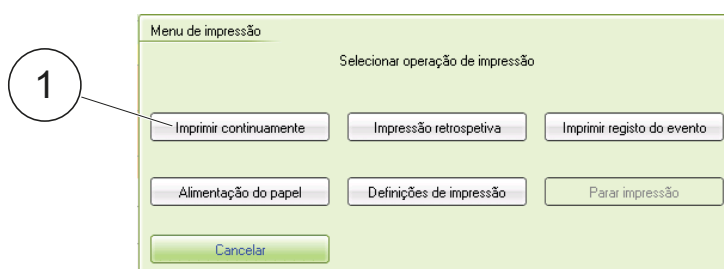 Menu de impressão
Selecionar operação de impressão
1
Imprimir continuamente
Impressão retrospetiva
Imprimir registo do evento
Alimentação do papel
Definições de impressão
Parar impressão
Cancelar